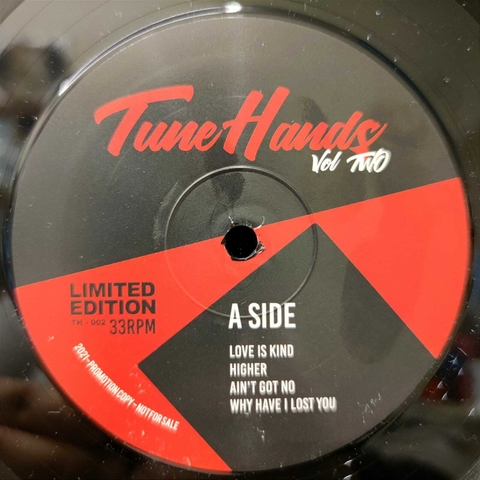 TuneHands
Vol TWO
LIMITED
EDITION
TH - 002 33RPM
2021 - PROMOTION COPY - NOT FOR SALE
A SIDE
LOVE IS KIND
HIGHER
AIN'T GOT NO
WHY HAVE I LOST YOU